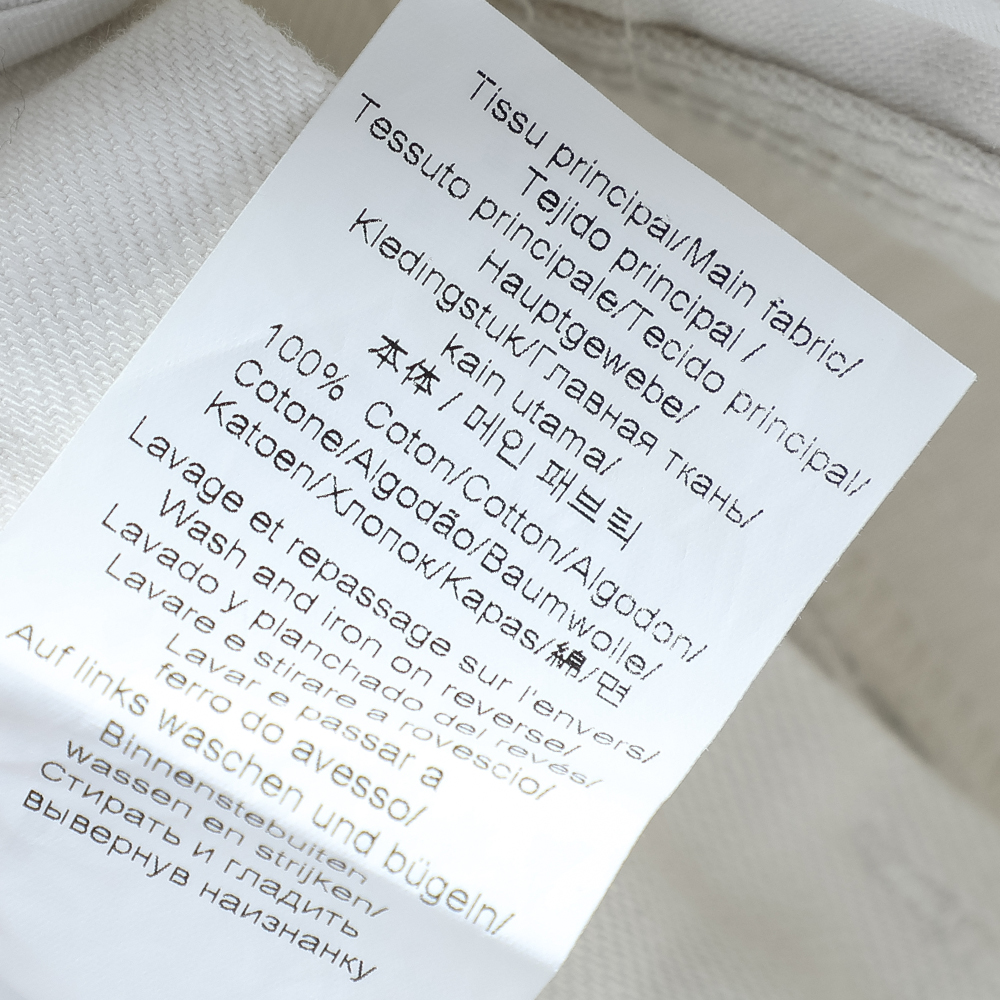 Tissu principal/Main fabric/
Tejido principal /
Tessuto principale/Tecido principal/
Hauptgewebe/
Kledingstuk/Главная ткань/
kain utama/
本体 / 메인 패브릭
100% Coton/Cotton/Algodon/
Cotone/Algodão/Baumwolle/
Katoen/Хлопок/Kapas/綿/면
Lavage et repassage sur l'envers/
Wash and iron on reverse/
Lavado y planchado del revés/
Lavare e stirare a rovescio/
Lavar e passar a
ferro do avesso/
Auf links waschen und bügeln/
Binnenstebuiten
wassen en strijken/
Стирать и гладить
вывернув наизнанку